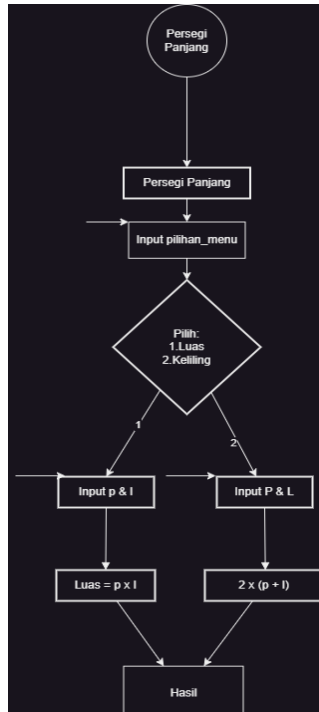 Persegi
Panjang
Persegi Panjang
Input pilihan_menu
Pilih:
1.Luas
2.Keliling
1
2
Input p & l
Input P & L
Luas = p x l
2 x (p + l)
Hasil